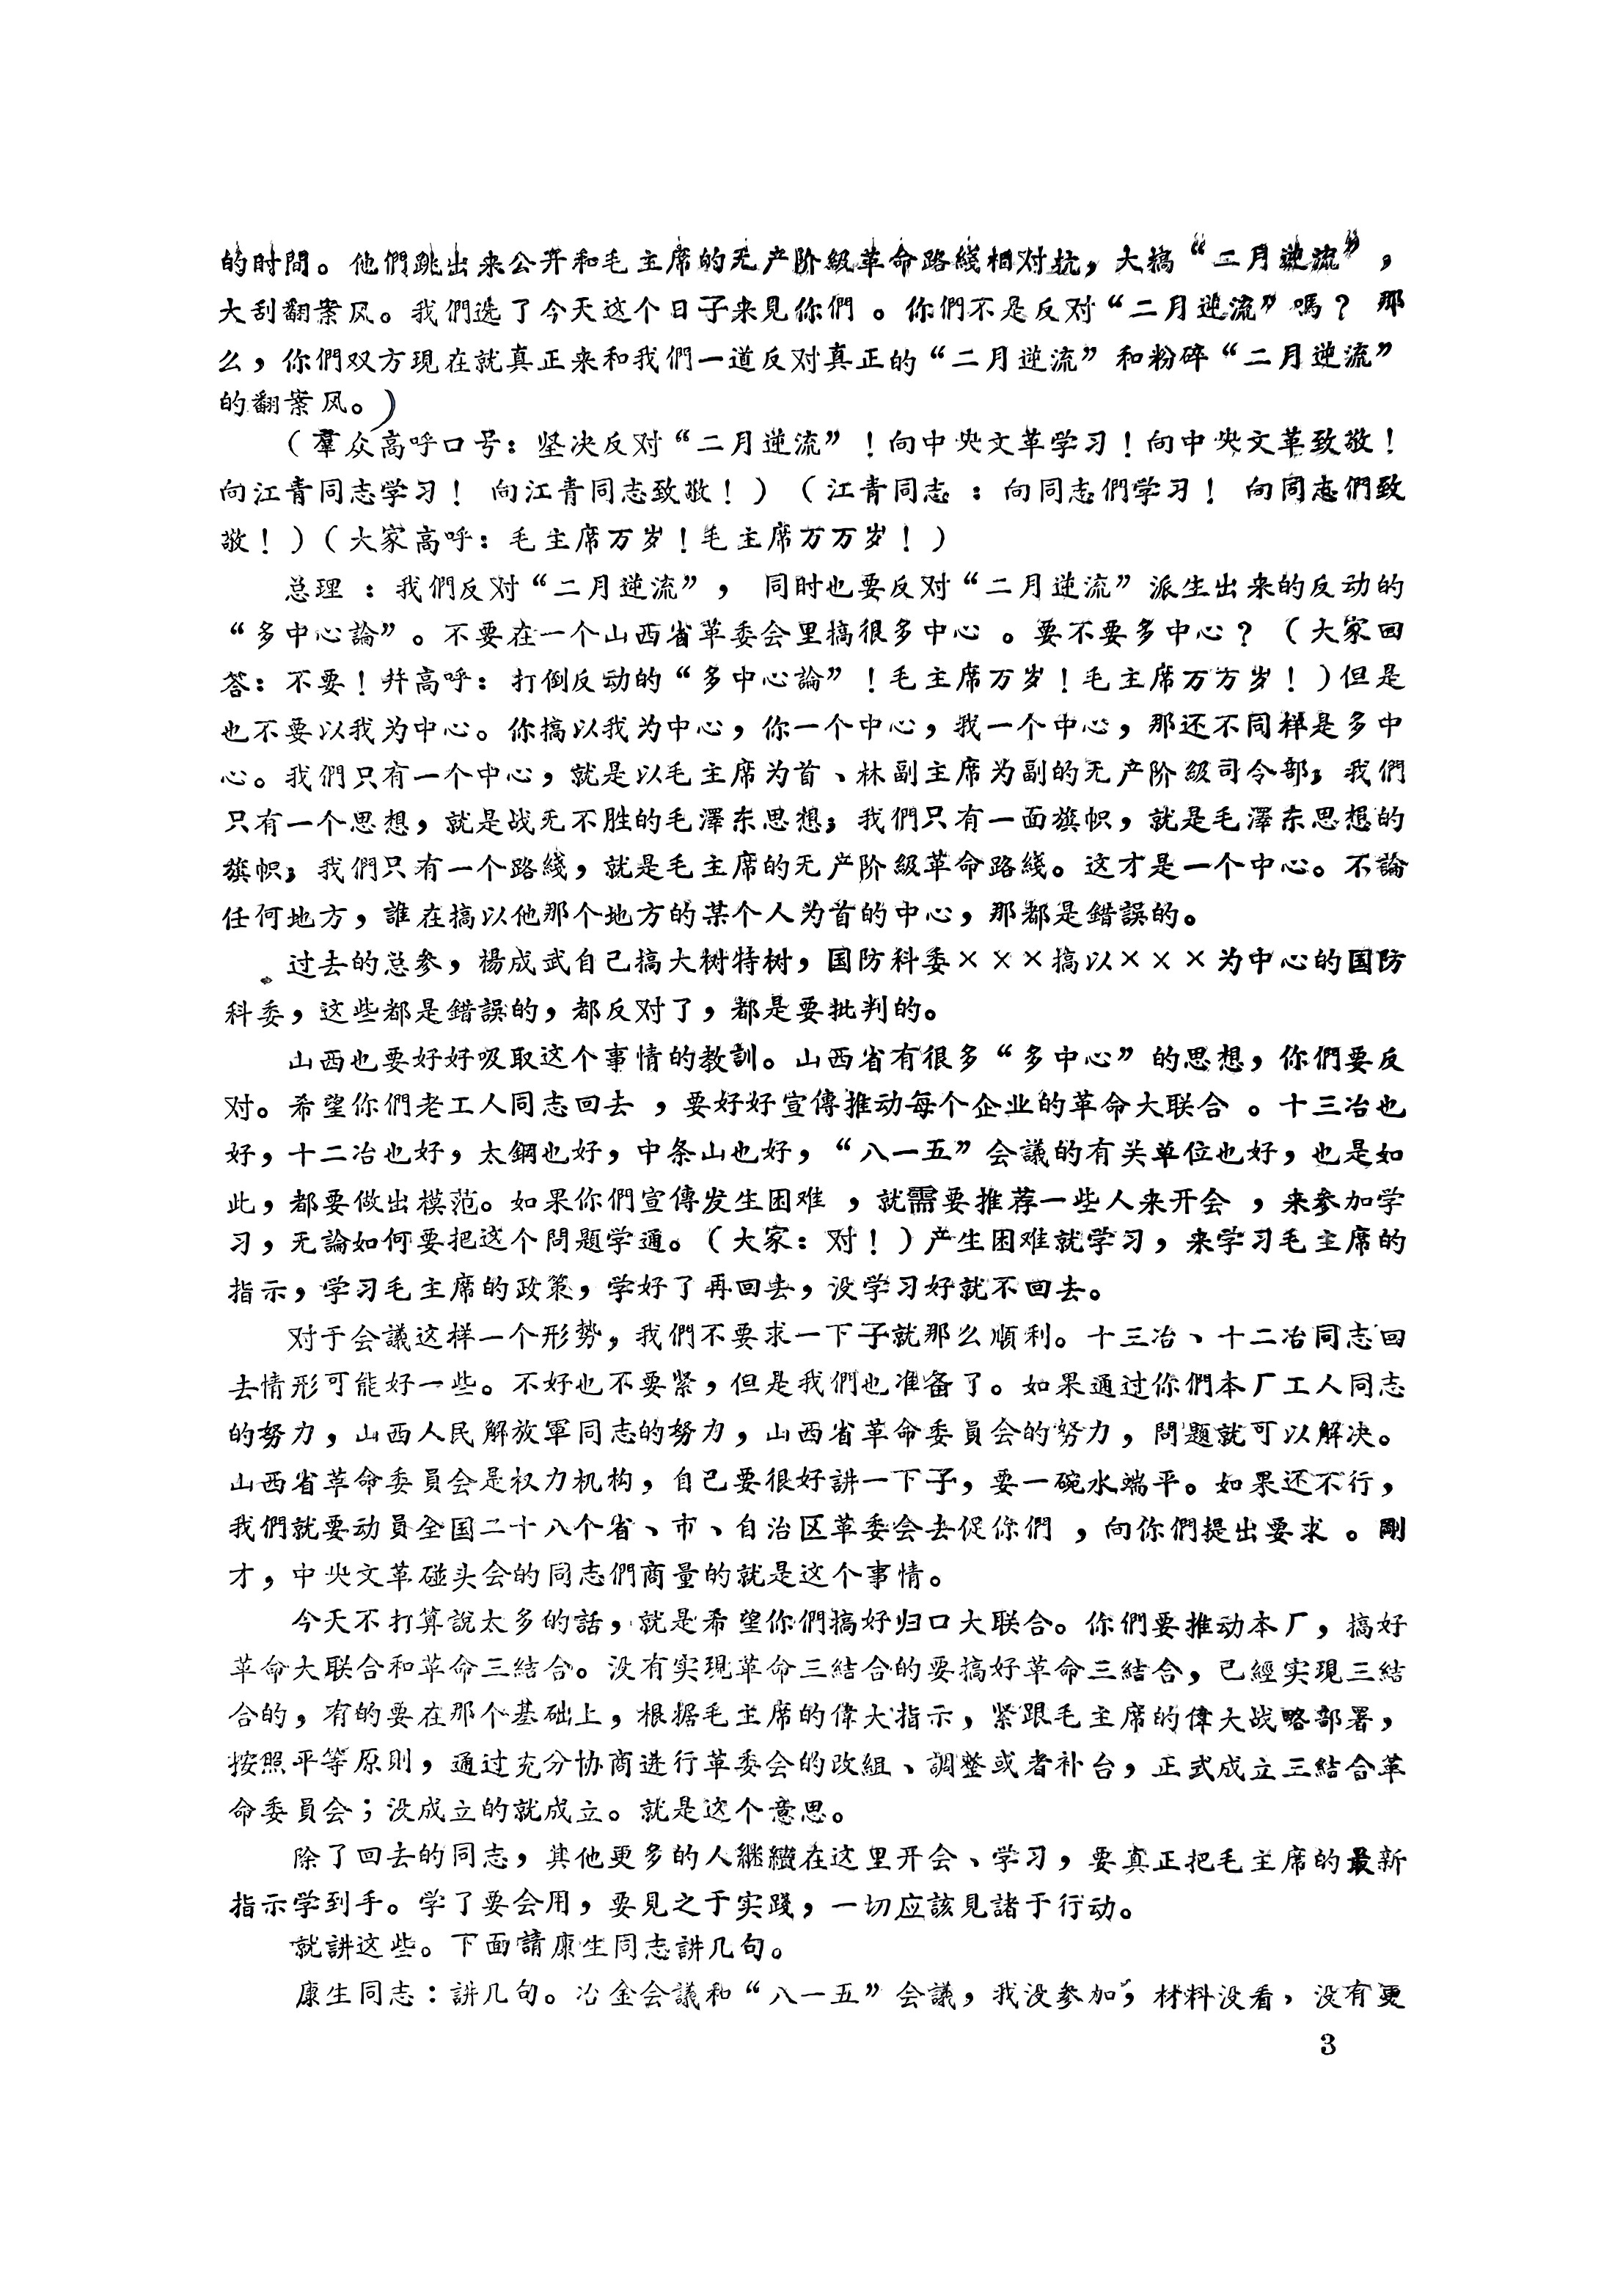 的时間。他們跳出来公开和毛主席的无产阶級革命路綫相对抗，大搞“二月逆流”，
大刮翻案风。我們选了今天这个日子来見你們。你們不是反对“二月逆流”嗎？那
么，你們双方現在就真正来和我們一道反对真正的“二月逆流”和粉碎“二月逆流”
的翻案风。）
（羣众高呼口号：坚决反对“二月逆流”！向中央文革学习！向中央文革致敬！
向江青同志学习！向江青同志致敬！）（江青同志：向同志們学习！向同志們致
敬！）（大家高呼：毛主席万岁！毛主席万万岁！）
总理：我們反对“二月逆流”，同时也要反对“二月逆流”派生出来的反动的
“多中心論”。不要在一个山西省革委会里搞很多中心。要不要多中心？（大家回
答：不要！幷高呼：打倒反动的“多中心論”！毛主席万岁！毛主席万万岁！）但是
也不要以我为中心。你搞以我为中心，你一个中心，我一个中心，那还不同样是多中
心。我們只有一个中心，就是以毛主席为首、林副主席为副的无产阶級司令部；我們
只有一个思想，就是战无不胜的毛澤东思想；我們只有一面旗帜，就是毛澤东思想的
旗帜；我們只有一个路綫，就是毛主席的无产阶級革命路綫。这才是一个中心。不論
任何地方，誰在搞以他那个地方的某个人为首的中心，那都是錯誤的。
过去的总参，楊成武自己搞大树特树，国防科委×××搞以×××为中心的国防
科委，这些都是錯誤的，都反对了，都是要批判的。
山西也要好好吸取这个事情的教訓。山西省有很多“多中心”的思想，你們要反
对。希望你們老工人同志回去，要好好宣傳推动每个企业的革命大联合。十三冶也
好，十二冶也好，太鋼也好，中条山也好，“八一五”会議的有关单位也好，也是如
此，都要做出模范。如果你們宣傳发生困难，就需要推荐一些人来开会，来参加学
习，无論如何要把这个問題学通。（大家：对！）产生困难就学习，来学习毛主席的
指示，学习毛主席的政策，学好了再回去，没学习好就不回去。
对于会議这样一个形势，我們不要求一下子就那么順利。十三冶、十二冶同志回
去情形可能好一些。不好也不要紧，但是我們也准备了。如果通过你們本厂工人同志
的努力，山西人民解放軍同志的努力，山西省革命委員会的努力，問題就可以解决。
山西省革命委員会是权力机构，自己要很好讲一下子，要一碗水端平。如果还不行，
我們就要动員全国二十八个省、市、自治区革委会去促你們，向你們提出要求。剛
才，中央文革碰头会的同志們商量的就是这个事情。
今天不打算說太多的話，就是希望你們搞好归口大联合。你們要推动本厂，搞好
革命大联合和革命三結合。没有实現革命三結合的要搞好革命三結合，已經实現三結
合的，有的要在那个基础上，根据毛主席的偉大指示，紧跟毛主席的偉大战略部署，
按照平等原則，通过充分协商进行革委会的改組、調整或者补台，正式成立三結合革
命委員会；没成立的就成立。就是这个意思。
除了回去的同志，其他更多的人継續在这里开会、学习，要真正把毛主席的最新
指示学到手。学了要会用，要見之于实踐，一切应該見諸于行动。
就讲这些。下面請康生同志讲几句。
康生同志：讲几句。冶金会議和“八一五”会議，我没参加，材料没看，没有更
3